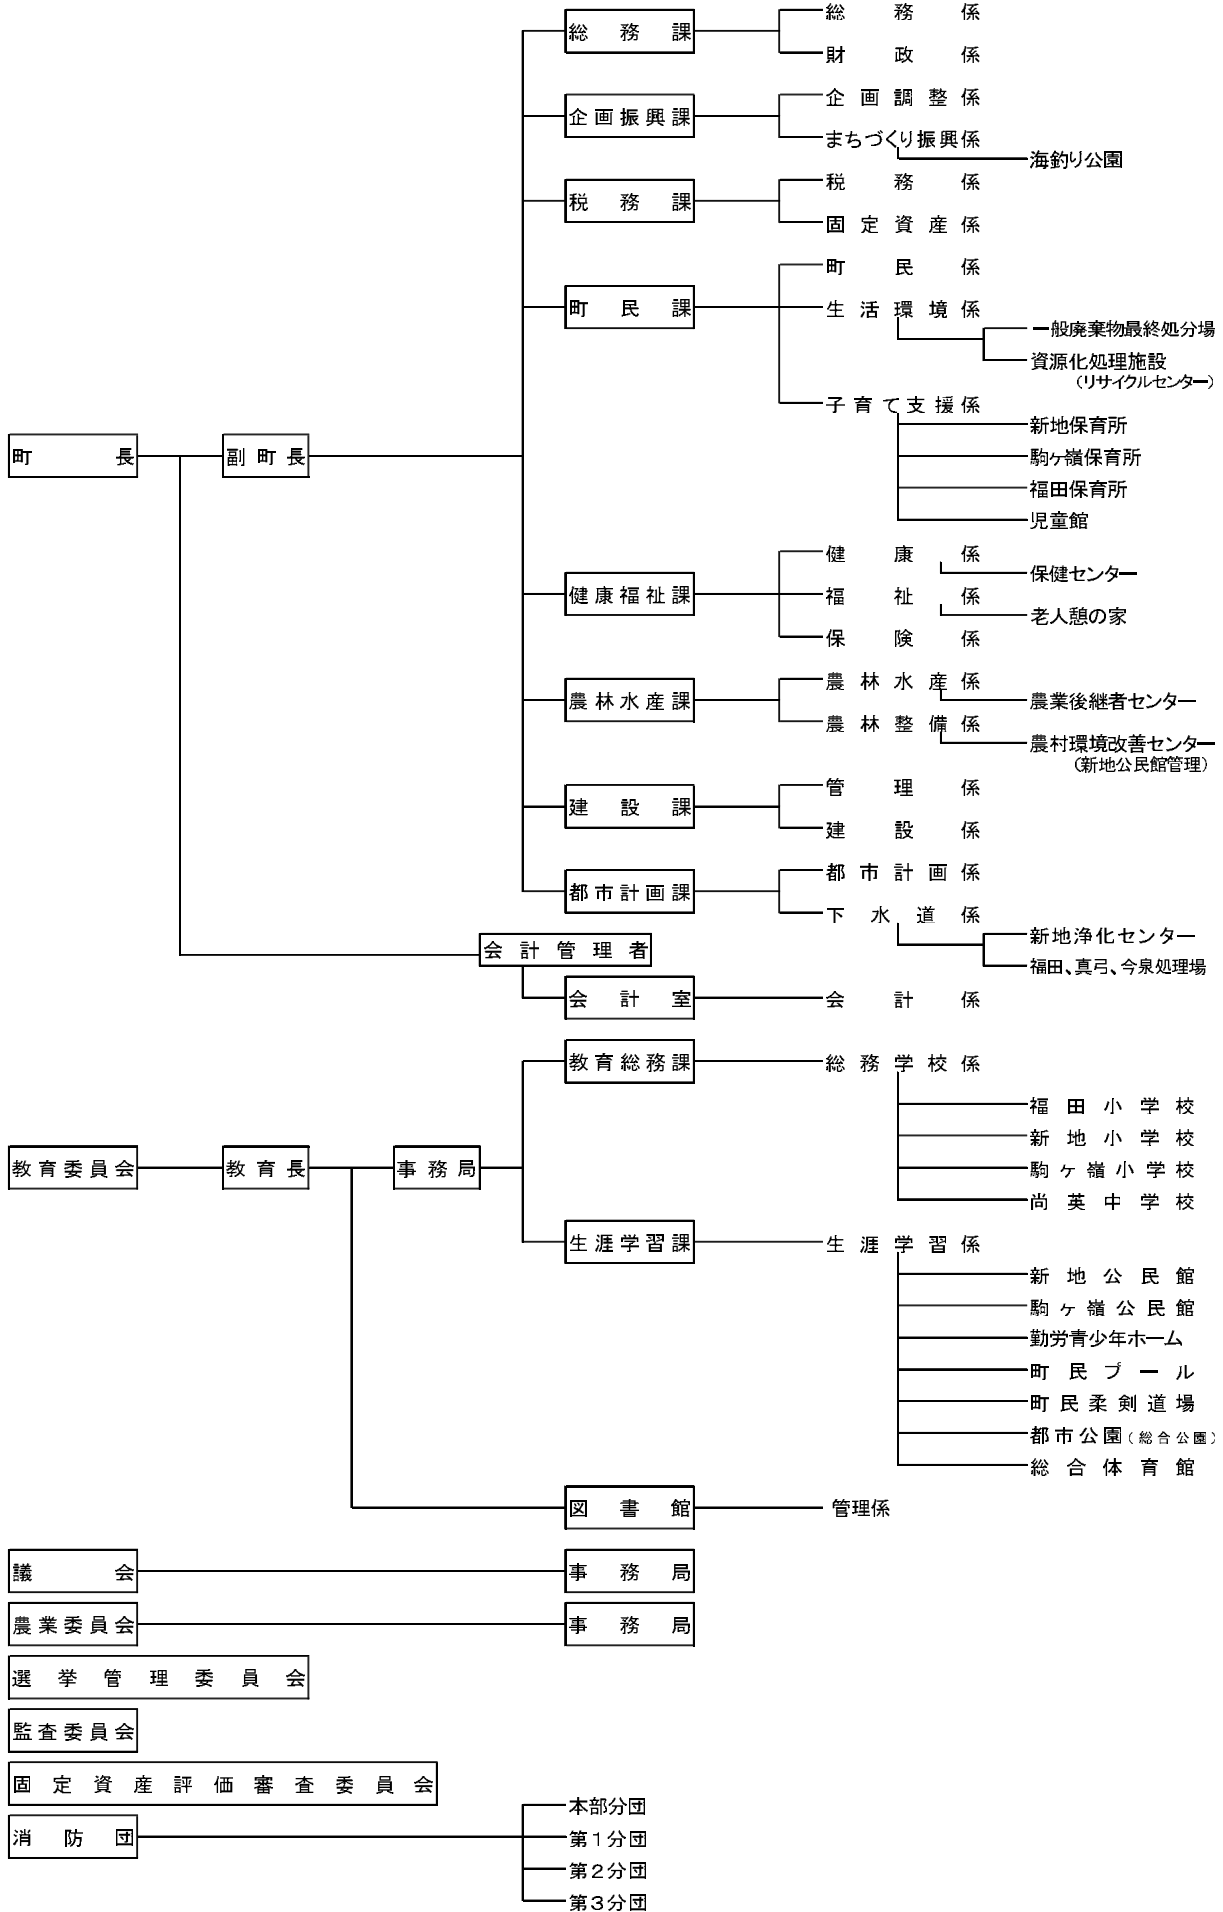 総務課
総務係
財政係
企画振興課
企画調整係
まちづくり振興係
海釣り公園
税務課
税務係
固定資産係
町民課
町民係
生活環境係
一般廃棄物最終処分場
資源化処理施設
（リサイクルセンター）
子育て支援係
新地保育所
駒ヶ嶺保育所
福田保育所
児童館
町長
副町長
健康福祉課
健康係
保健センター
福祉係
老人憩の家
保険係
農林水産課
農林水産係
農業後継者センター
農林整備係
農村環境改善センター
（新地公民館管理）
建設課
管理係
建設係
都市計画課
都市計画係
下水道係
新地浄化センター
福田、真弓、今泉処理場
会計管理者
会計室
会計係
教育委員会
教育長
事務局
教育総務課
総務学校係
福田小学校
新地小学校
駒ヶ嶺小学校
尚英中学校
生涯学習課
生涯学習係
新地公民館
駒ヶ嶺公民館
勤労青少年ホーム
町民プール
町民柔剣道場
都市公園（総合公園）
総合体育館
図書館
管理係
議会
事務局
農業委員会
事務局
選挙管理委員会
監査委員会
固定資産評価審査委員会
消防団
本部分団
第１分団
第２分団
第３分団